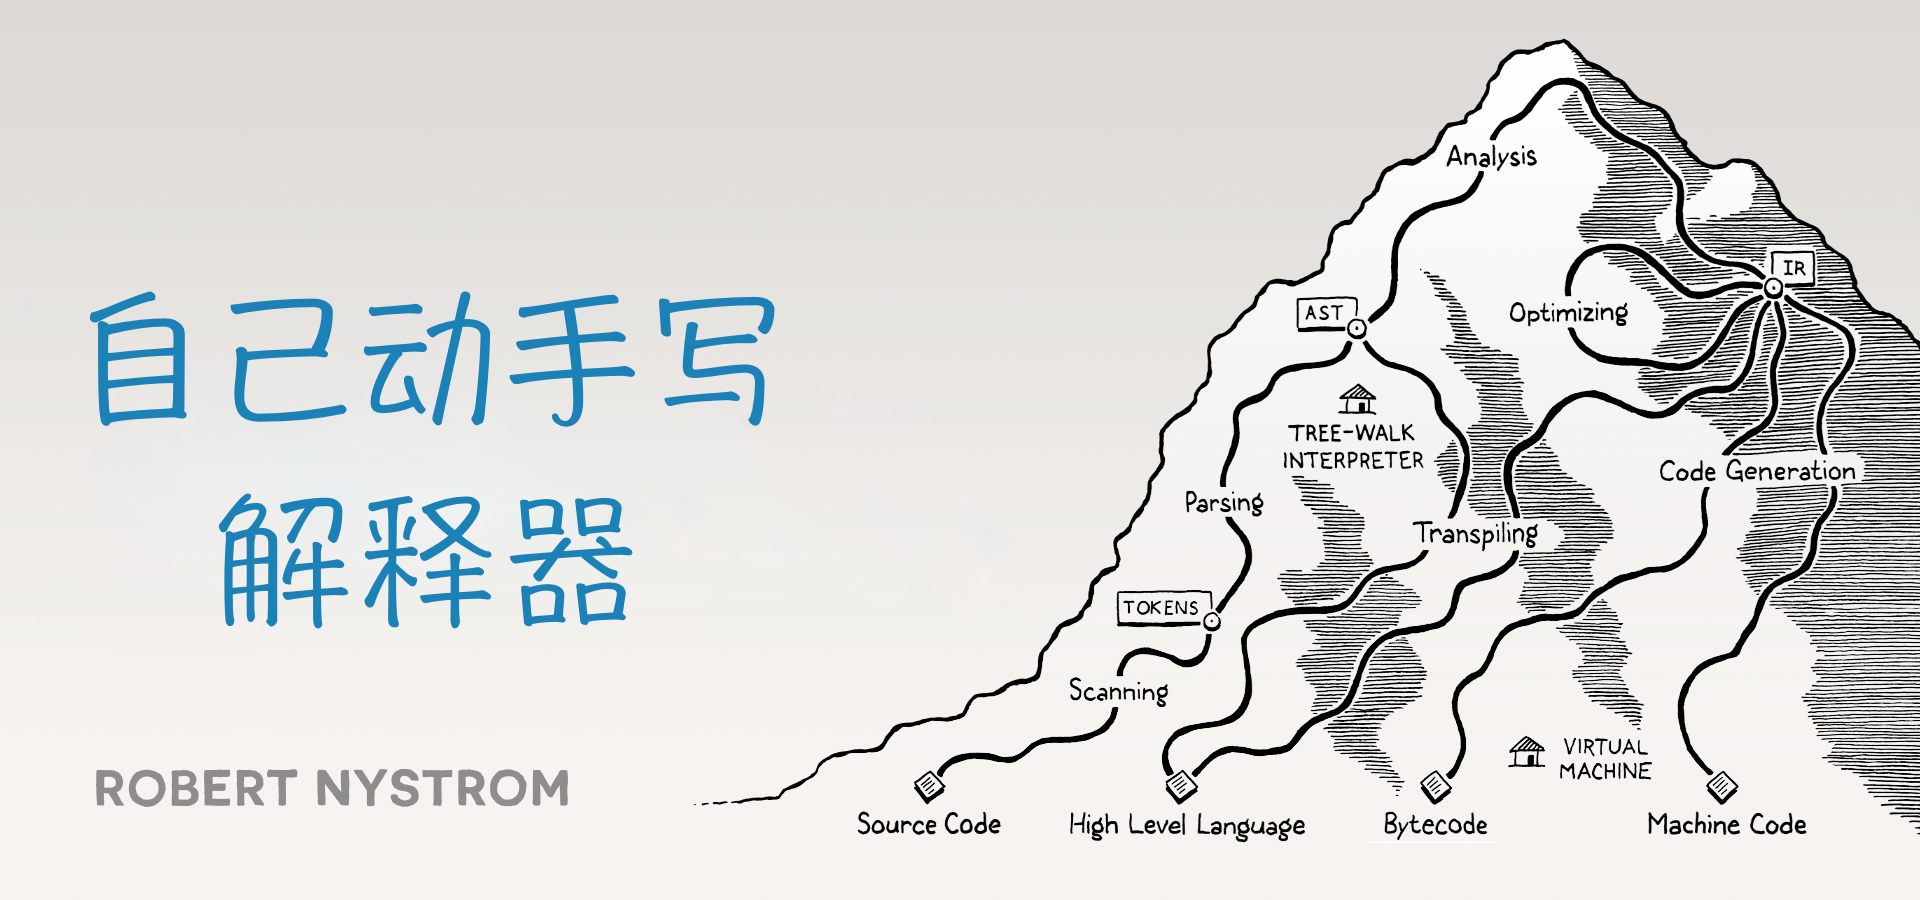 自己动手写
解释器
ROBERT NYSTROM
Analysis
IR
AST
Optimizing
TREE-WALK
INTERPRETER
Code Generation
Parsing
Transpiling
TOKENS
Scanning
VIRTUAL
MACHINE
Source Code
High Level Language
Bytecode
Machine Code